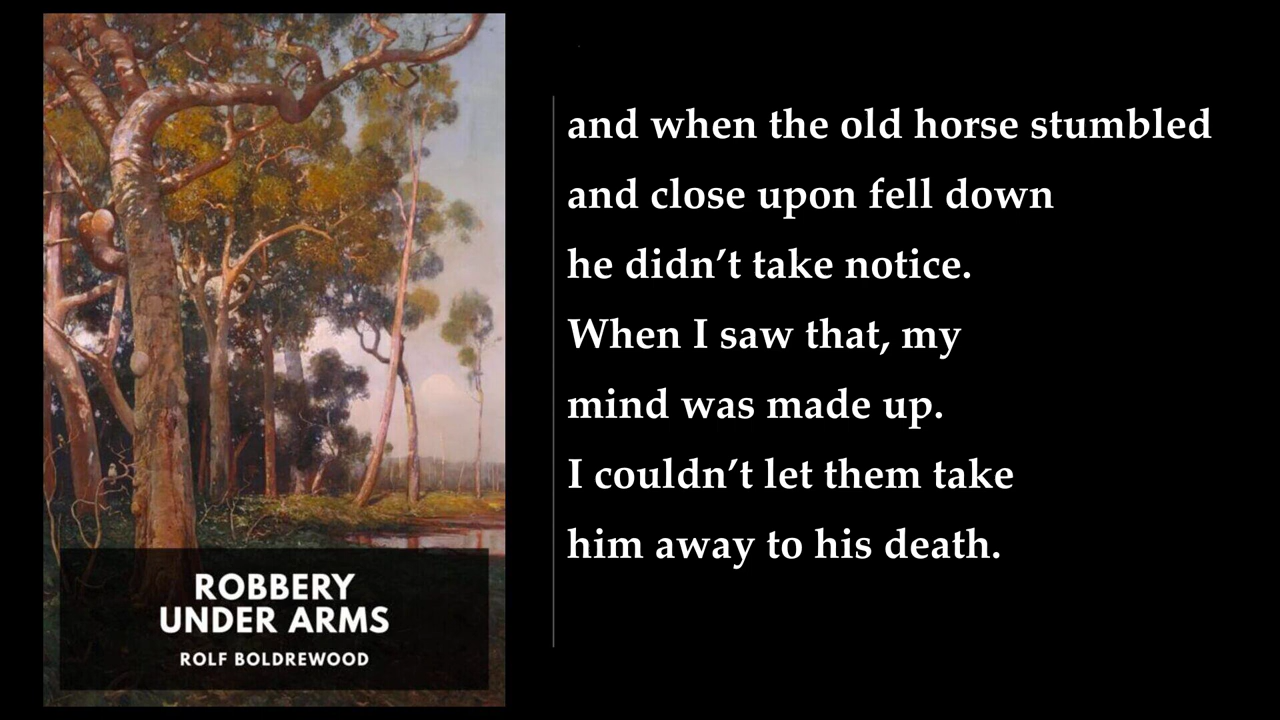 ROBBERY
UNDER ARMS
ROLF BOLDREWOOD
and when the old horse stumbled
and close upon fell down
he didn’t take notice.
When I saw that, my
mind was made up.
I couldn’t let them take
him away to his death.